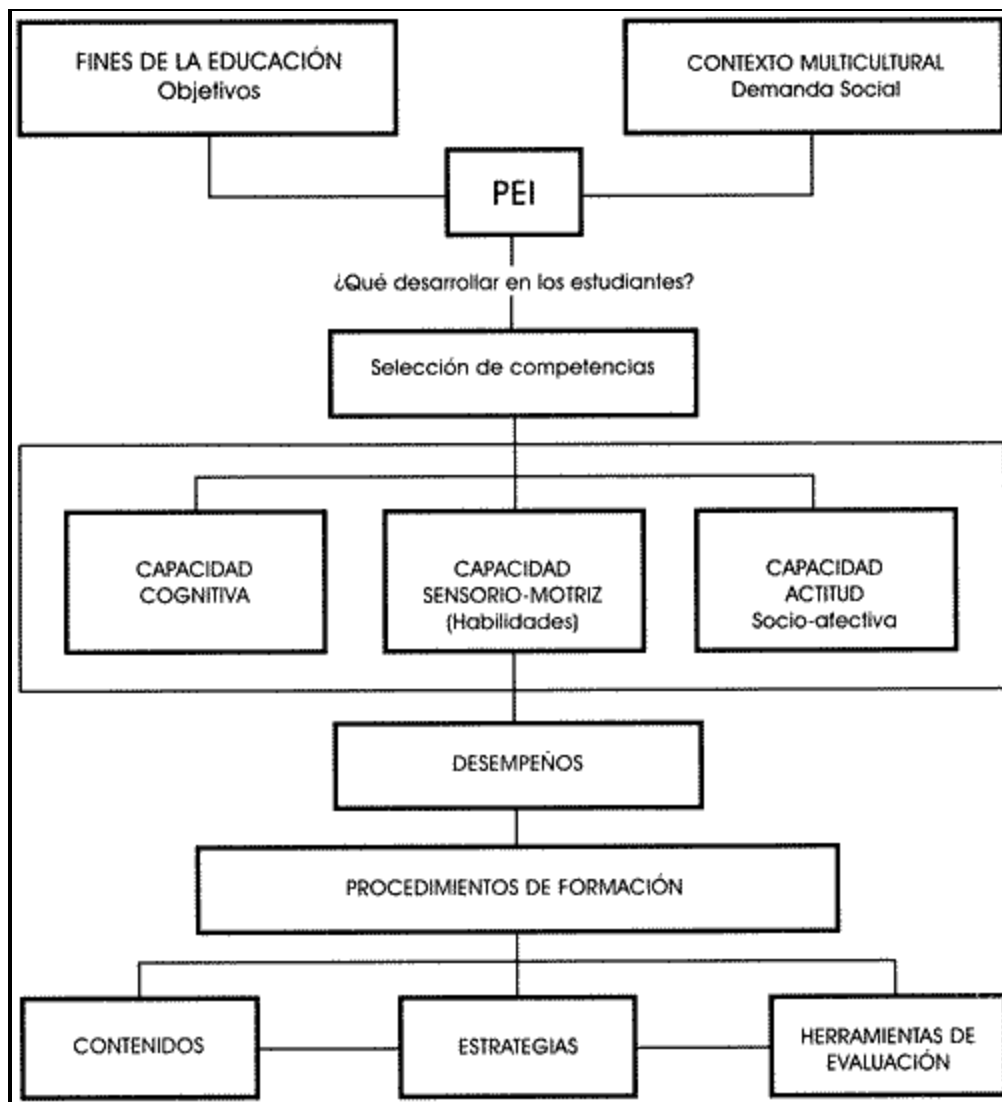 FINES DE LA EDUCACIÓN
Objetivos
CONTEXTO MULTICULTURAL
Demanda Social
PEI
¿Qué desarrollar en los estudiantes?
Selección de competencias
CAPACIDAD
COGNITIVA
CAPACIDAD
SENSORIO-MOTRIZ
(Habilidades)
CAPACIDAD
ACTITUD
Socio-afectiva
DESEMPEÑOS
PROCEDIMIENTOS DE FORMACIÓN
CONTENIDOS
ESTRATEGIAS
HERRAMIENTAS DE
EVALUACIÓN